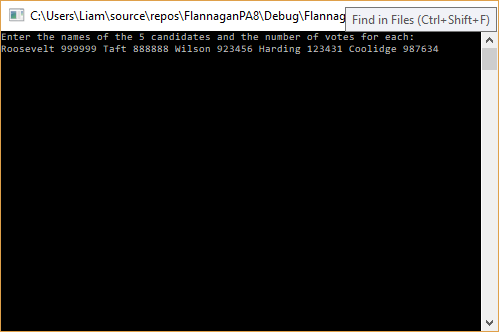 C:\Users\Liam\source\repos\FlannaganPA8\Debug\Flannag
Find in Files (Ctrl+Shift+F)
Enter the names of the 5 candidates and the number of votes for each:
Roosevelt 999999 Taft 888888 Wilson 923456 Harding 123431 Coolidge 987634